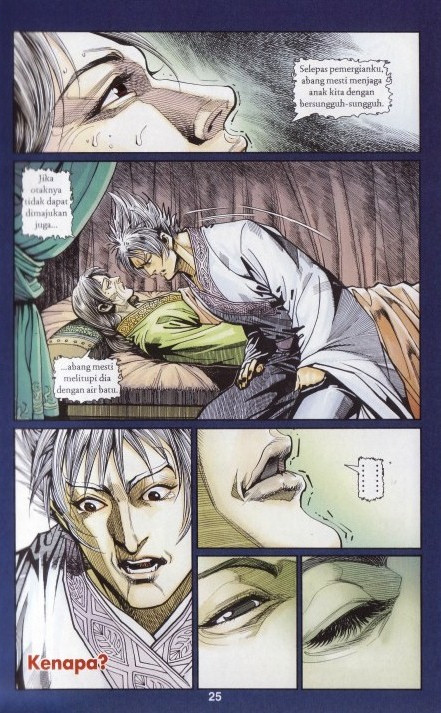 Selepas pemergianku,
abang mesti menjaga
anak kita dengan
bersungguh-sungguh.
Jika
otaknya
tidak dapat
dimajukan
juga...
...abang mesti
melitupi dia
dengan air batu.
Kenapa?
25